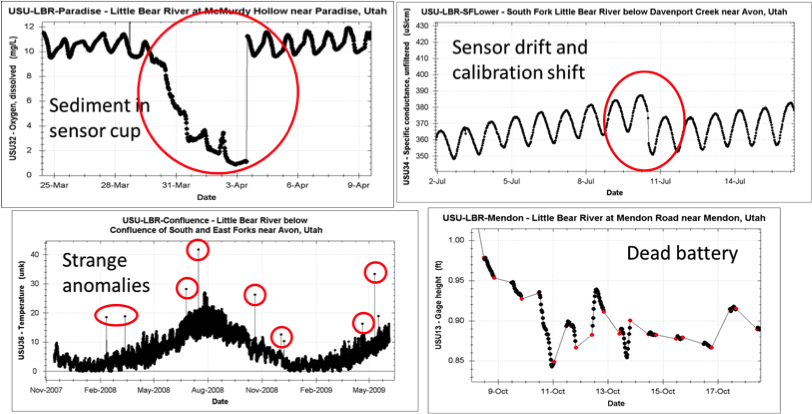 USU-LBR-Paradise - Little Bear River at McMurdy Hollow near Paradise, Utah
USU32 - Oxygen, dissolved (mg/L)
12
10
8
6
4
2
0
Sediment in
sensor cup
25-Mar 28-Mar 31-Mar 3-Apr 6-Apr 9-Apr
Date
USU-LBR-SFLower - South Fork Little Bear River below Davenport Creek near Avon, Utah
USU34 - Specific conductance, unfiltered (uS/cm)
430
420
410
400
390
380
370
360
350
Sensor drift and
calibration shift
2-Jul 5-Jul 8-Jul 11-Jul 14-Jul
Date
USU-LBR-Confluence - Little Bear River below
Confluence of South and East Forks near Avon, Utah
USU36 - Temperature (unk)
40
30
20
10
0
Strange
anomalies
Nov-2007 Feb-2008 May-2008 Aug-2008 Nov-2008 Feb-2009 May-2009
Date
USU-LBR-Mendon - Little Bear River at Mendon Road near Mendon, Utah
USU13 - Gage height (ft)
1.00
0.95
0.90
0.85
Dead battery
9-Oct 11-Oct 13-Oct 15-Oct 17-Oct
Date